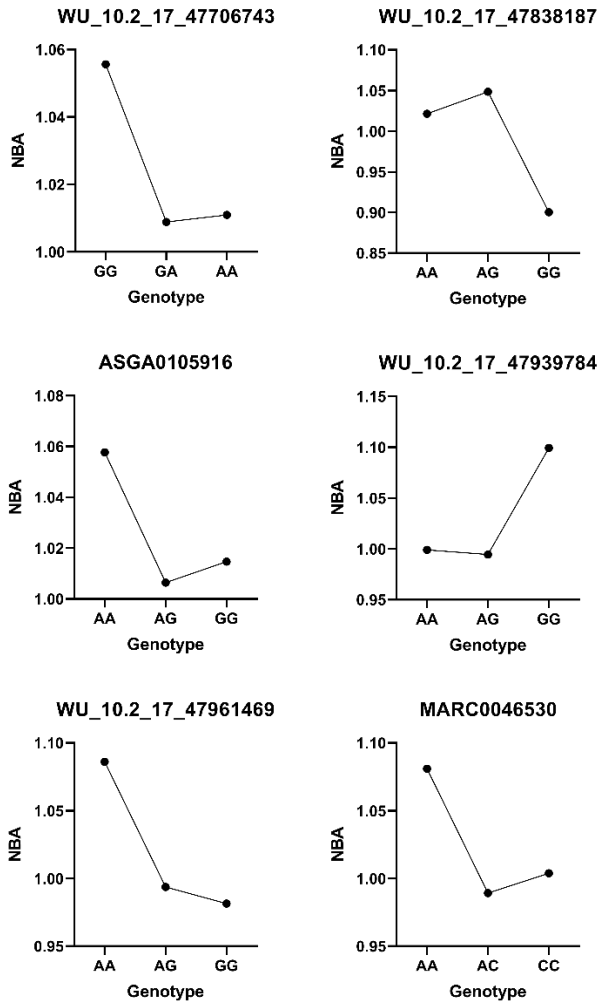 WU_10.2_17_47706743
1.06
1.04
1.02
1.00
NBA
GG GA AA
Genotype
WU_10.2_17_47838187
1.10
1.05
1.00
0.95
0.90
0.85
NBA
AA AG GG
Genotype
ASGA0105916
1.08
1.06
1.04
1.02
1.00
NBA
AA AG GG
Genotype
WU_10.2_17_47939784
1.15
1.10
1.05
1.00
0.95
NBA
AA AG GG
Genotype
WU_10.2_17_47961469
1.10
1.05
1.00
0.95
NBA
AA AG GG
Genotype
MARC0046530
1.10
1.05
1.00
0.95
NBA
AA AC CC
Genotype